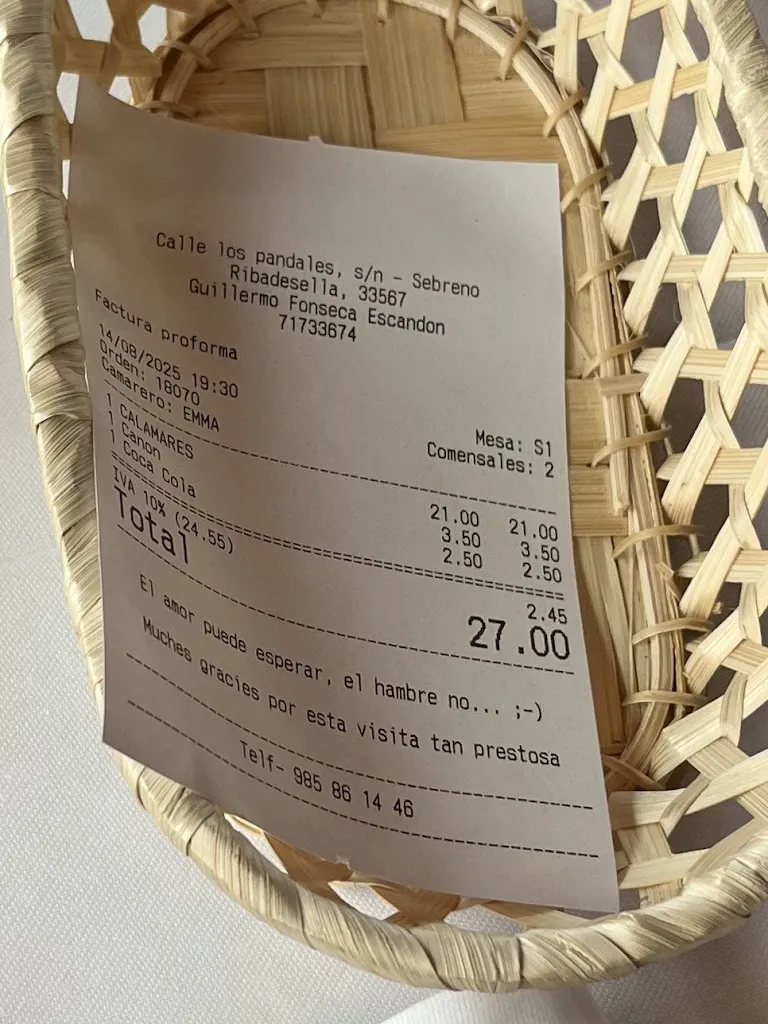 Calle los pandales, s/n - Sebreno
Ribadesella, 33567
Guillermo Fonseca Escandon
71733674
Factura proforma
14/08/2025 19:30
Orden: 18070 Mesa: S1
Camarero: EMMA Comensales: 2
1 CALAMARES 21.00 21.00
1 Canon 3.50 3.50
1 Coca Cola 2.50 2.50
IVA 10% (24.55) 2.45
Total 27.00
El amor puede esperar, el hambre no... ;-)
Muches gracies por esta visita tan prestosa
Telf- 985 86 14 46